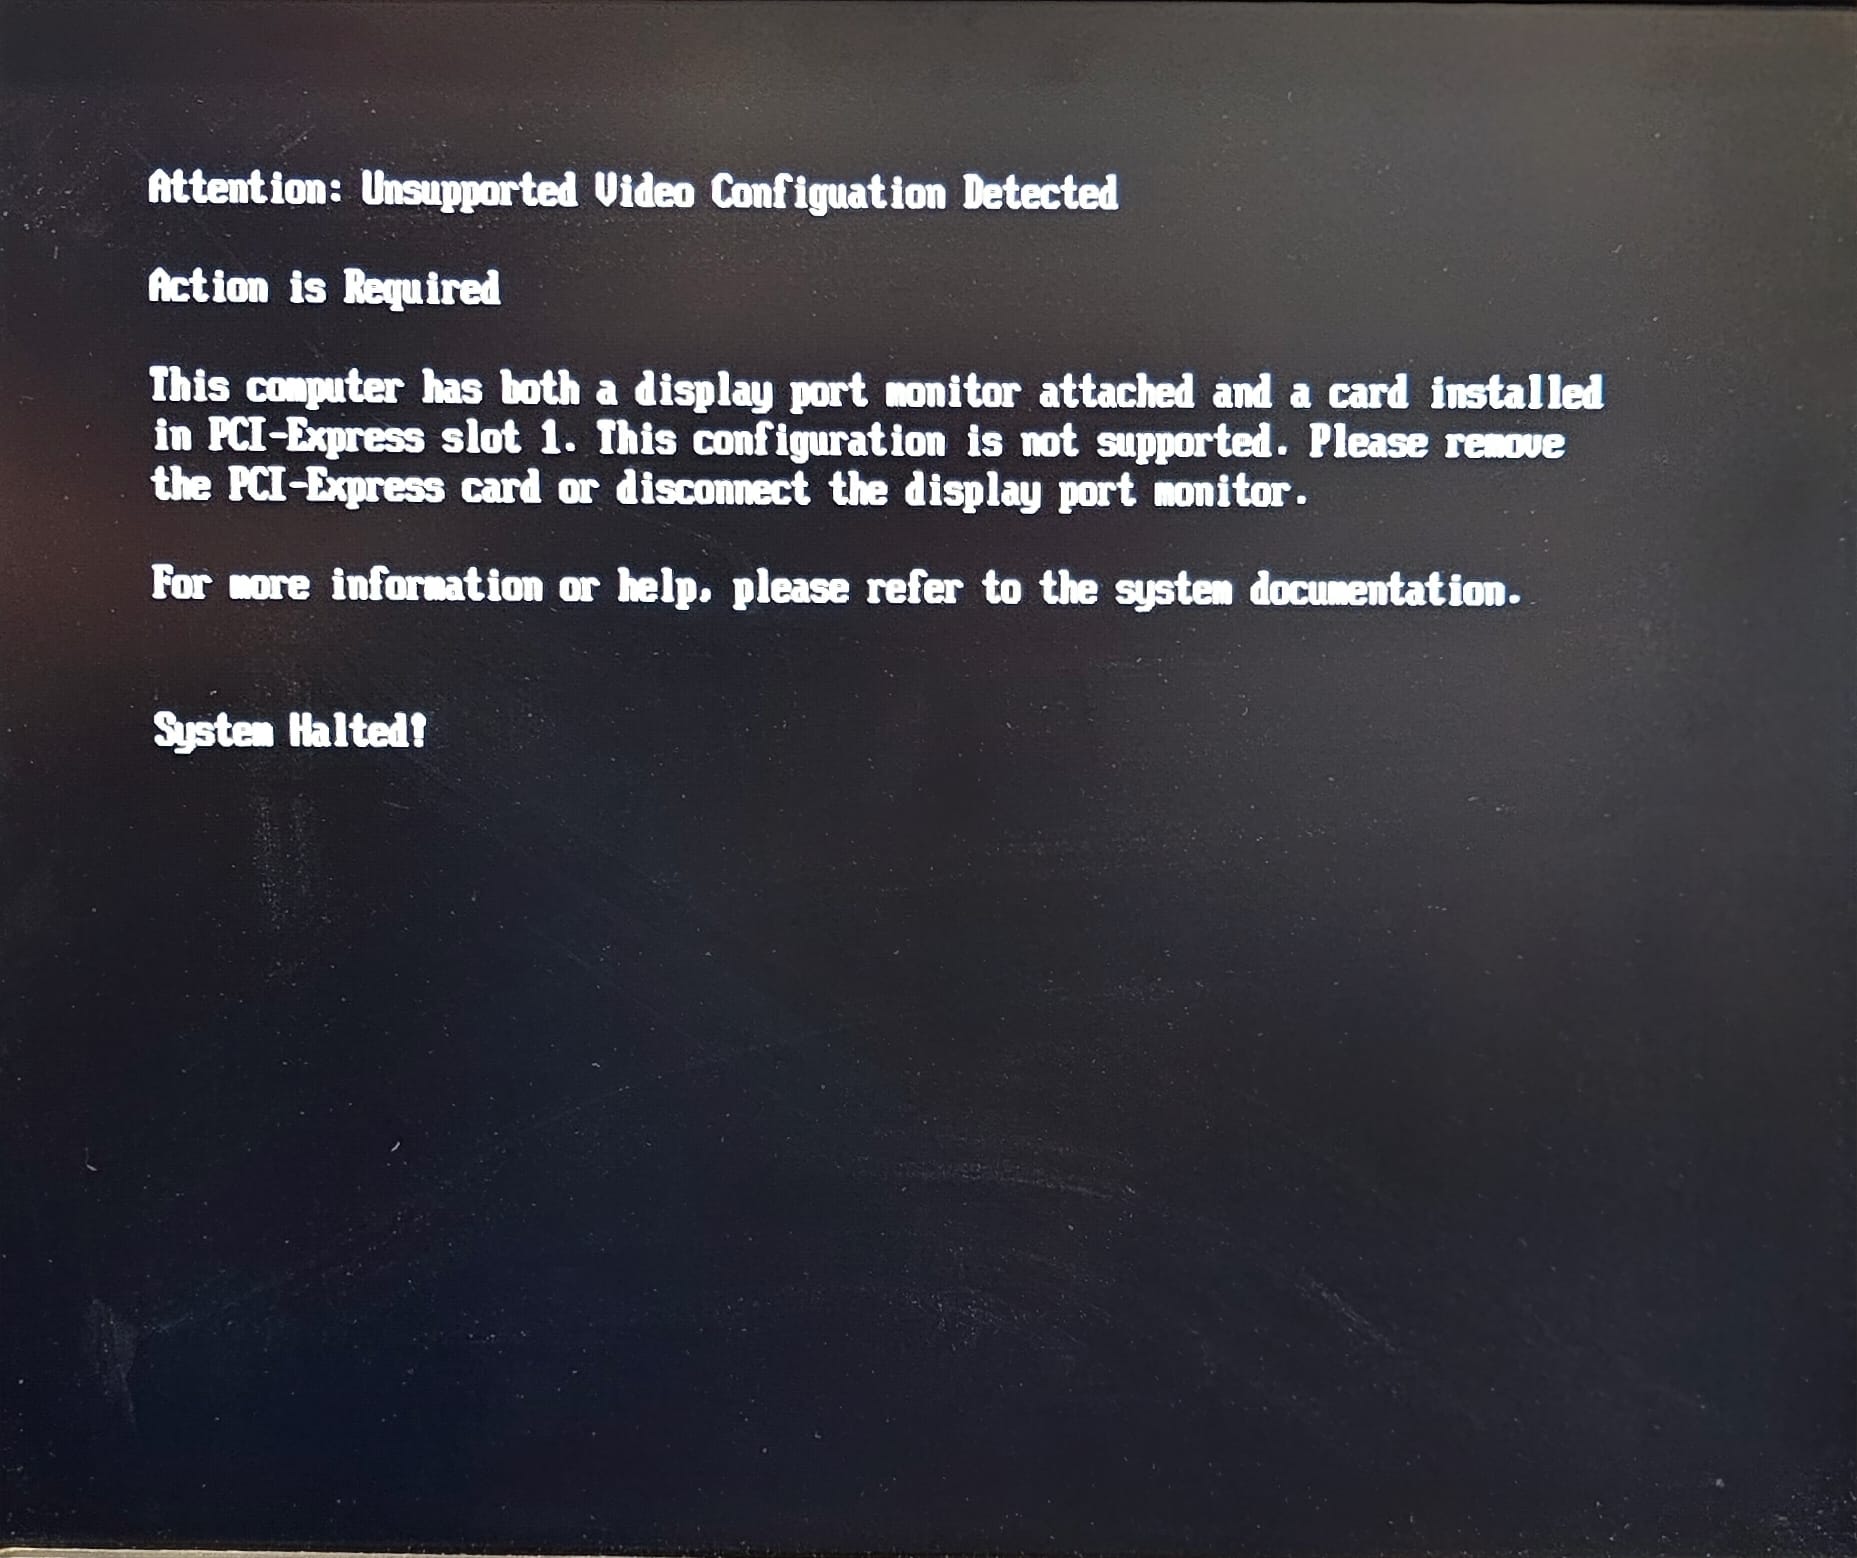 Attention: Unsupported Video Configuation Detected
Action is Required
This computer has both a display port monitor attached and a card installed
in PCI-Express slot 1. This configuration is not supported. Please remove
the PCI-Express card or disconnect the display port monitor.
For more information or help, please refer to the system documentation.
System Halted!